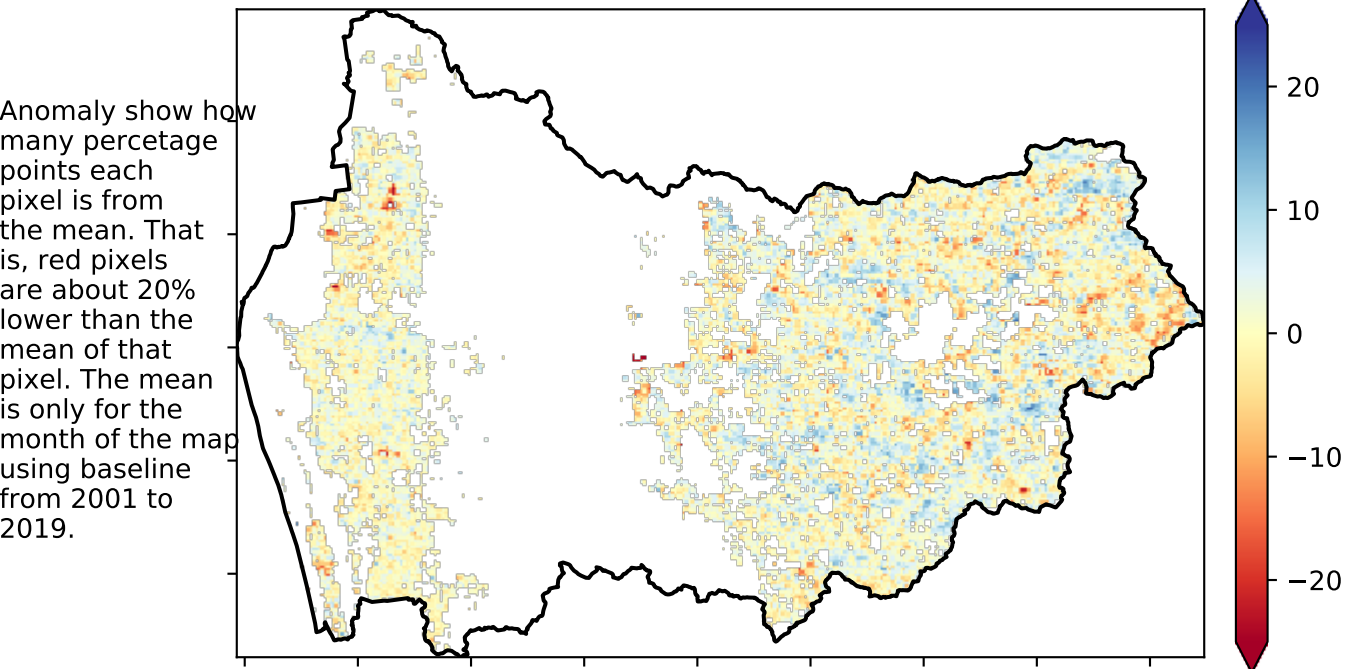 Anomaly show how
many percetage
points each
pixel is from
the mean. That
is, red pixels
are about 20%
lower than the
mean of that
pixel. The mean
is only for the
month of the map
using baseline
from 2001 to
2019.
20
10
0
−10
−20